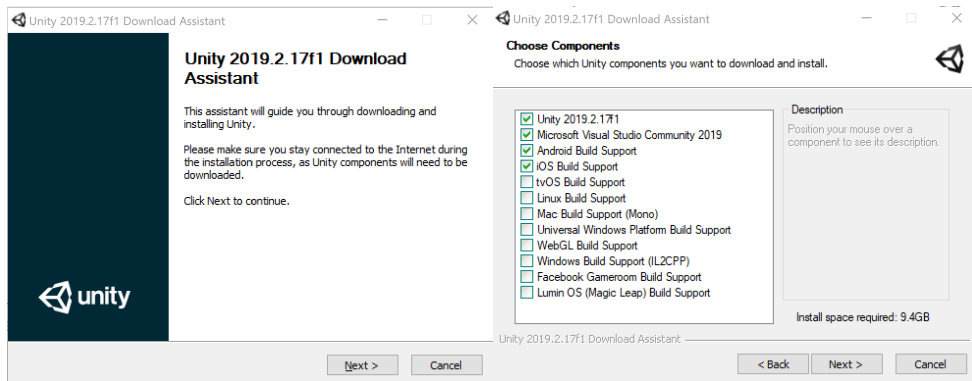 Unity 2019.2.17f1 Download Assistant
Unity 2019.2.17f1 Download
Assistant
This assistant will guide you through downloading and
installing Unity.
Please make sure you stay connected to the Internet during
the installation process, as Unity components will need to be
downloaded.
Click Next to continue.
unity
Next >
Cancel
Unity 2019.2.17f1 Download Assistant
Choose Components
Choose which Unity components you want to download and install.
Unity 2019.2.17f1
Microsoft Visual Studio Community 2019
Android Build Support
iOS Build Support
tvOS Build Support
Linux Build Support
Mac Build Support (Mono)
Universal Windows Platform Build Support
WebGL Build Support
Windows Build Support (IL2CPP)
Facebook Gameroom Build Support
Lumin OS (Magic Leap) Build Support
Description
Position your mouse over a
component to see its description.
Install space required: 9.4GB
Unity 2019.2.17f1 Download Assistant
< Back
Next >
Cancel